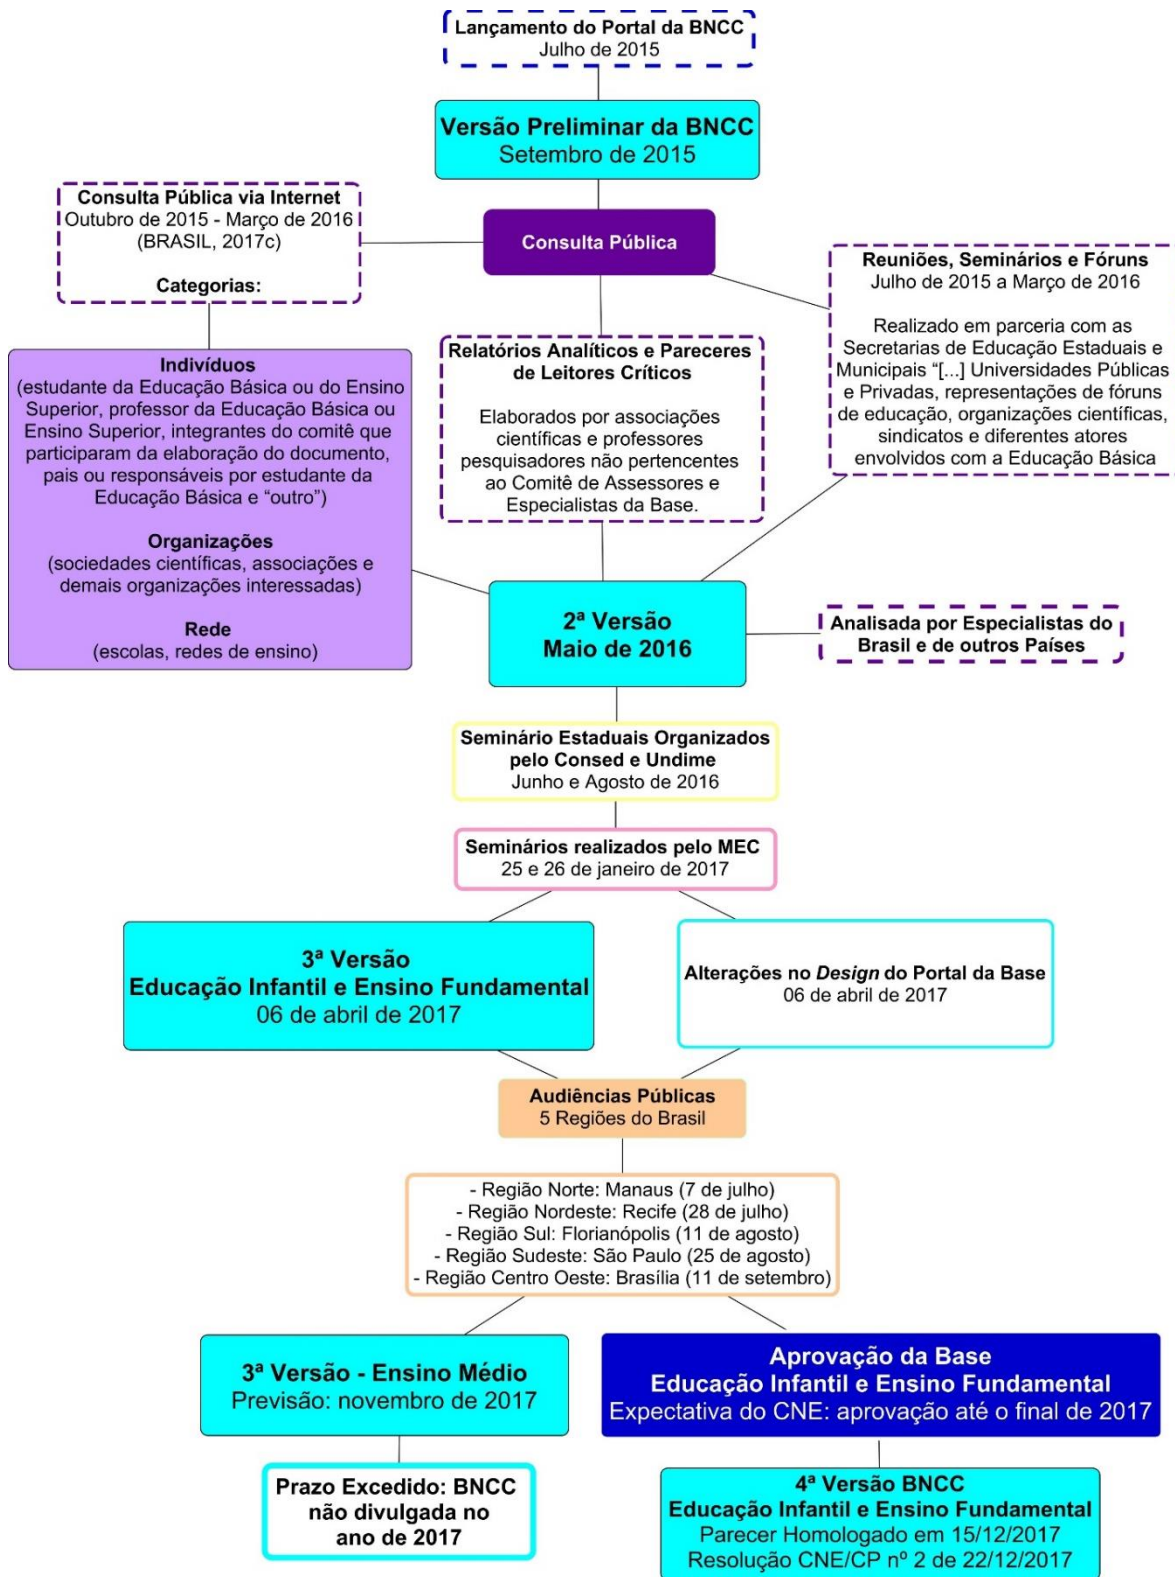 Lançamento do Portal da BNCC
Julho de 2015
Versão Preliminar da BNCC
Setembro de 2015
Consulta Pública via Internet
Outubro de 2015 - Março de 2016
(BRASIL, 2017c)
Categorias:
Consulta Pública
Reuniões, Seminários e Fóruns
Julho de 2015 a Março de 2016
Realizado em parceria com as
Secretarias de Educação Estaduais e
Municipais “[...] Universidades Públicas
e Privadas, representações de fóruns
de educação, organizações científicas,
sindicatos e diferentes atores
envolvidos com a Educação Básica
Indivíduos
(estudante da Educação Básica ou do Ensino
Superior, professor da Educação Básica ou
Ensino Superior, integrantes do comitê que
participaram da elaboração do documento,
pais ou responsáveis por estudante da
Educação Básica e “outro”)
Organizações
(sociedades científicas, associações e
demais organizações interessadas)
Rede
(escolas, redes de ensino)
Relatórios Analíticos e Pareceres
de Leitores Críticos
Elaborados por associações
científicas e professores
pesquisadores não pertencentes
ao Comitê de Assessores e
Especialistas da Base.
2ª Versão
Maio de 2016
Analisada por Especialistas do
Brasil e de outros Países
Seminário Estaduais Organizados
pelo Consed e Undime
Junho e Agosto de 2016
Seminários realizados pelo MEC
25 e 26 de janeiro de 2017
3ª Versão
Educação Infantil e Ensino Fundamental
06 de abril de 2017
Alterações no Design do Portal da Base
06 de abril de 2017
Audiências Públicas
5 Regiões do Brasil
- Região Norte: Manaus (7 de julho)
- Região Nordeste: Recife (28 de julho)
- Região Sul: Florianópolis (11 de agosto)
- Região Sudeste: São Paulo (25 de agosto)
- Região Centro Oeste: Brasília (11 de setembro)
3ª Versão - Ensino Médio
Previsão: novembro de 2017
Aprovação da Base
Educação Infantil e Ensino Fundamental
Expectativa do CNE: aprovação até o final de 2017
Prazo Excedido: BNCC
não divulgada no
ano de 2017
4ª Versão BNCC
Educação Infantil e Ensino Fundamental
Parecer Homologado em 15/12/2017
Resolução CNE/CP nº 2 de 22/12/2017